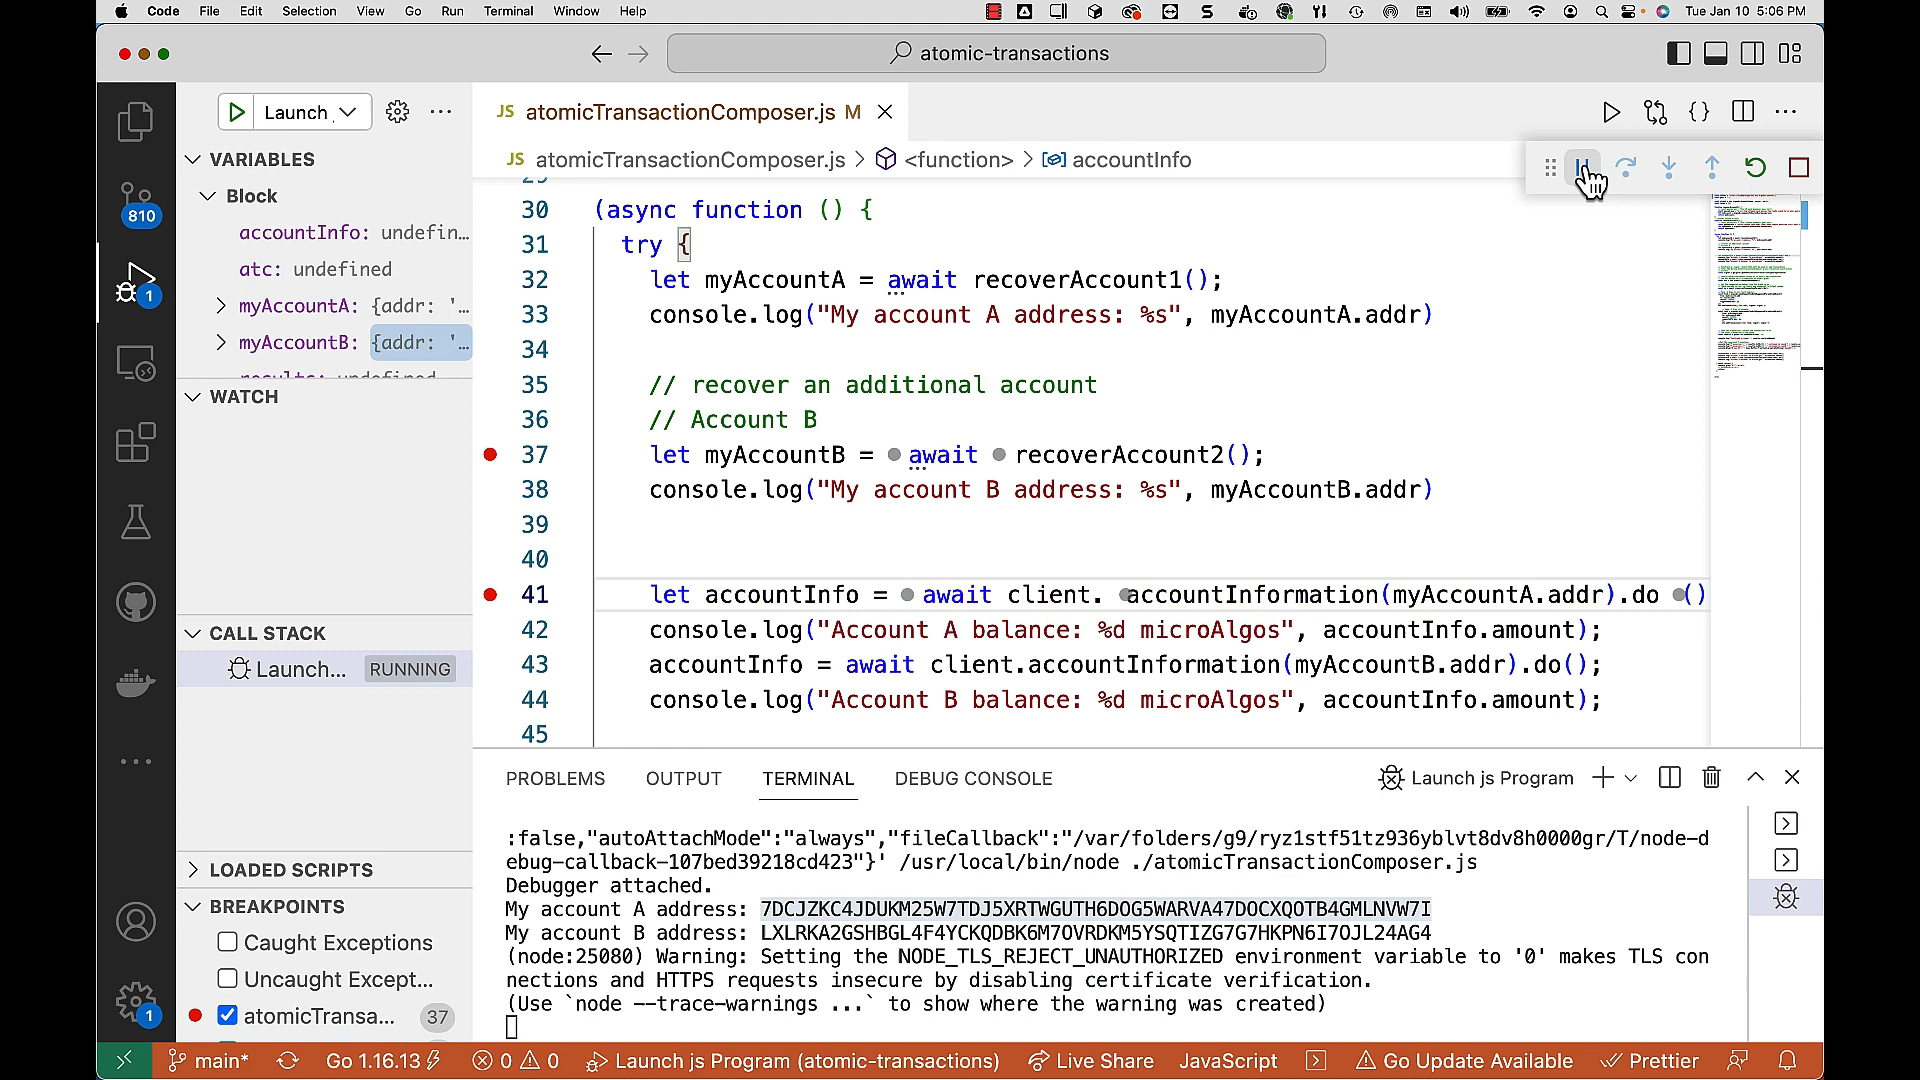 Code File Edit Selection View Go Run Terminal Window Help
Tue Jan 10 5:06 PM
atomic-transactions
Launch
JS atomicTransactionComposer.js M
JS atomicTransactionComposer.js > <function> > accountInfo
VARIABLES
Block
accountInfo: undefin…
atc: undefined
myAccountA: {addr: '…
myAccountB: {addr: '…
results: undefined
WATCH
CALL STACK
Launch... RUNNING
LOADED SCRIPTS
BREAKPOINTS
Caught Exceptions
Uncaught Except...
atomicTransa... 37
810
1
1
29
30 (async function () {
31 try {
32 let myAccountA = await recoverAccount1();
33 console.log("My account A address: %s", myAccountA.addr)
34
35 // recover an additional account
36 // Account B
37 let myAccountB = await recoverAccount2();
38 console.log("My account B address: %s", myAccountB.addr)
39
40
41 let accountInfo = await client. accountInformation(myAccountA.addr).do ()
42 console.log("Account A balance: %d microAlgos", accountInfo.amount);
43 accountInfo = await client.accountInformation(myAccountB.addr).do();
44 console.log("Account B balance: %d microAlgos", accountInfo.amount);
45
PROBLEMS OUTPUT TERMINAL DEBUG CONSOLE
Launch js Program
:false,"autoAttachMode":"always","fileCallback":"/var/folders/g9/ryz1stf51tz936yblvt8dv8h0000gr/T/node-d
ebug-callback-107bed39218cd423"}' /usr/local/bin/node ./atomicTransactionComposer.js
Debugger attached.
My account A address: 7DCJZKC4JDUKM25W7TDJ5XRTWGUTH6DOG5WARVA47DOCXQOTB4GMLNVW7I
My account B address: LXLRKA2GSHBGL4F4YCKQDBK6M7OVRDKM5YSQTIZG7G7HKPN6I7OJL24AG4
(node:25080) Warning: Setting the NODE_TLS_REJECT_UNAUTHORIZED environment variable to '0' makes TLS con
nections and HTTPS requests insecure by disabling certificate verification.
(Use `node --trace-warnings ...` to show where the warning was created)
main* Go 1.16.13 0 0 Launch js Program (atomic-transactions) Live Share JavaScript Go Update Available Prettier